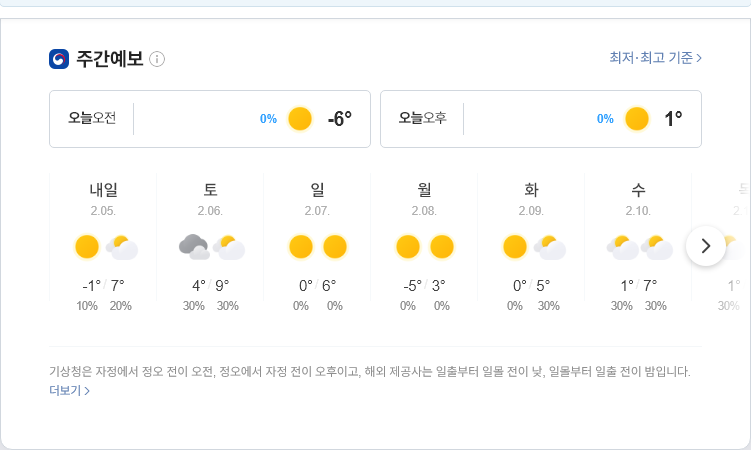 주간예보
최저·최고 기준
오늘오전 0% -6°
오늘오후 0% 1°
내일 토 일 월 화 수
2.05. 2.06. 2.07. 2.08. 2.09. 2.10.
-1° / 7° 4° / 9° 0° / 6° -5° / 3° 0° / 5° 1° / 7° 1°
10% 20% 30% 30% 0% 0% 0% 0% 0% 30% 30% 30% 30%
기상청은 자정에서 정오 전이 오전, 정오에서 자정 전이 오후이고, 해외 제공사는 일출부터 일몰 전이 낮, 일몰부터 일출 전이 밤입니다.
더보기